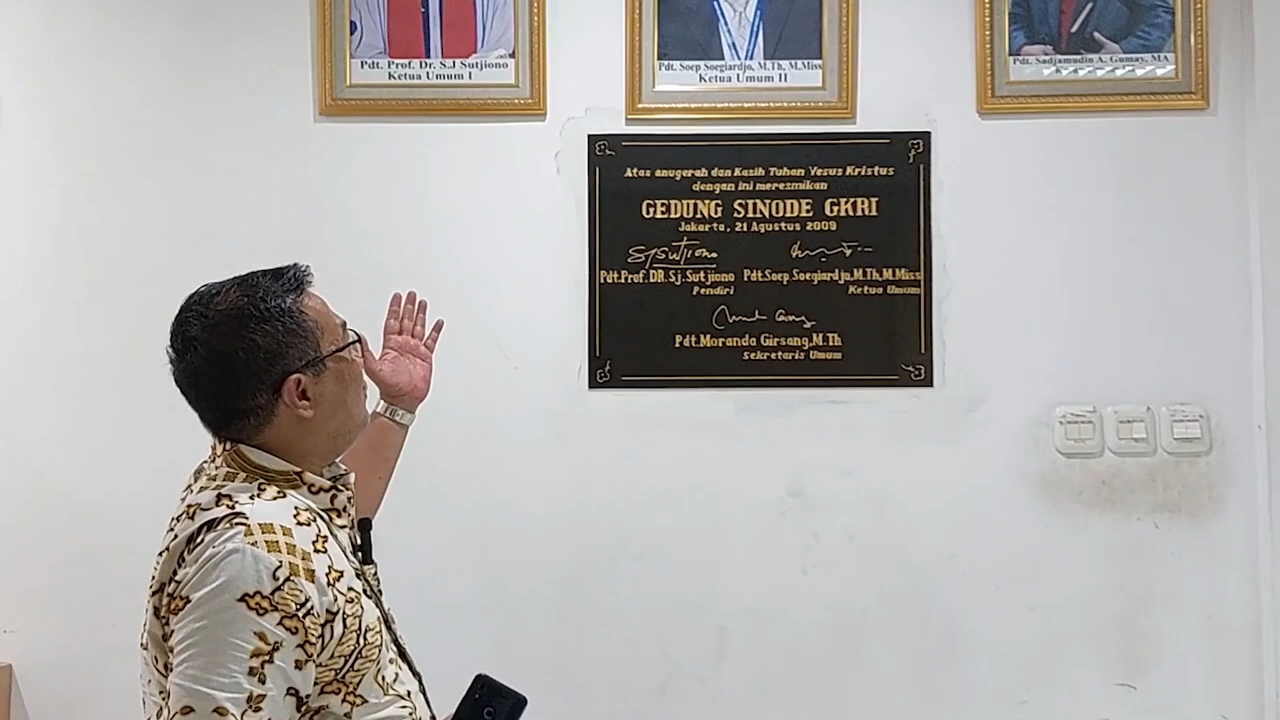 Pdt. Prof. Dr. S.J Sutjiono
Ketua Umum I
Pdt. Soep Soegiardjo, M.Th, M.Miss
Ketua Umum II
Pdt. Sadjamudin A. Gumay, MA
Atas anugerah dan Kasih Tuhan Yesus Kristus
dengan ini meresmikan
GEDUNG SINODE GKRI
Jakarta, 21 Agustus 2009
Pdt.Prof.DR.Sj.Sutjiono Pdt.Soep Soegiardjo,M.Th,M.Miss
Pendiri Ketua Umum
Pdt.Moranda Girsang,M.Th
Sekretaris Umum